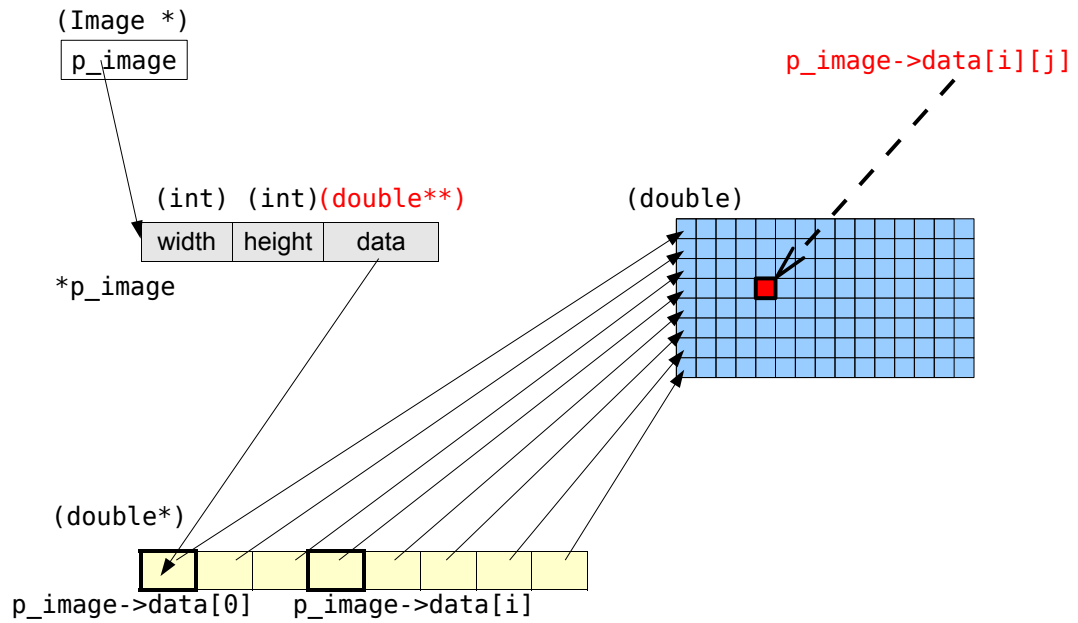 (Image *)
p_image
p_image->data[i][j]
(int) (int)(double**)
(double)
width height data
*p_image
(double*)
p_image->data[0] p_image->data[i]